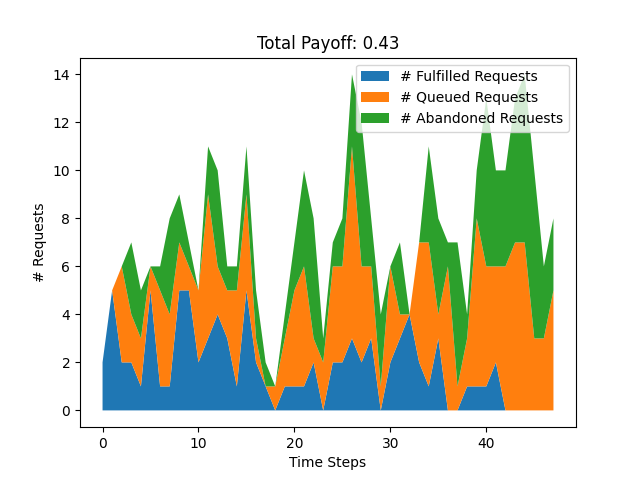 Total Payoff: 0.43
# Fulfilled Requests
# Queued Requests
# Abandoned Requests
14
12
10
8
6
4
2
0
# Requests
0 10 20 30 40
Time Steps